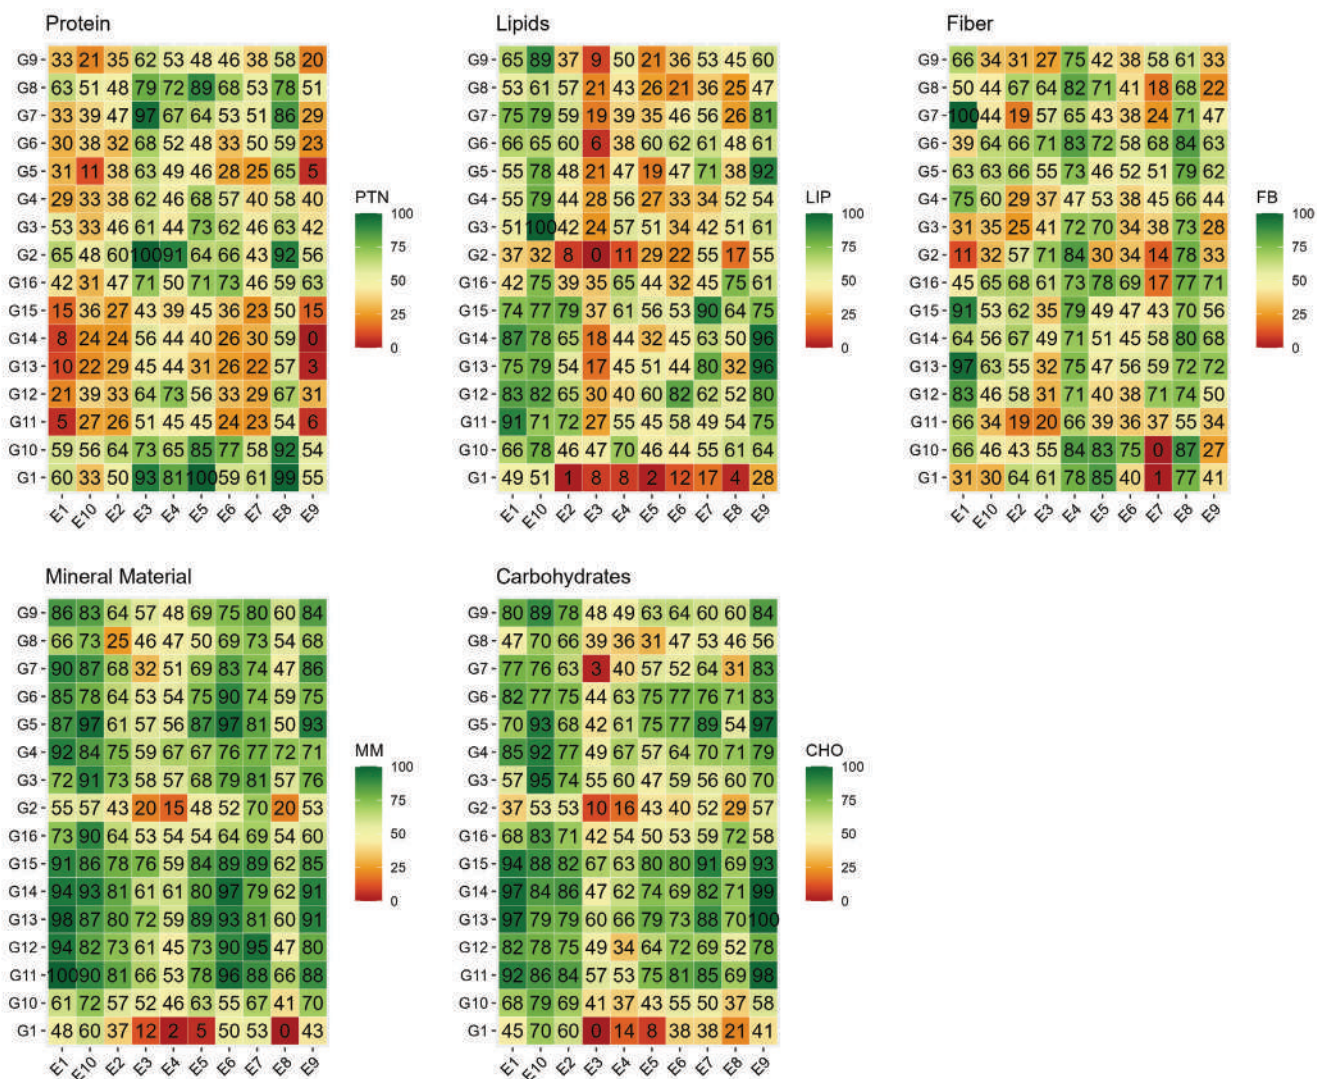 Protein
Lipids
Fiber
G9 33 21 35 62 53 48 46 38 58 20
G8 63 51 48 79 72 89 68 53 78 51
G7 33 39 47 97 67 64 53 51 86 29
G6 30 38 32 68 52 48 33 50 59 23
G5 31 11 38 63 49 46 28 25 65 5
G4 29 33 38 62 46 68 57 40 58 40
G3 53 33 46 61 44 73 62 46 63 42
G2 65 48 60 100 91 64 66 43 92 56
G16 42 31 47 71 50 71 73 46 59 63
G15 15 36 27 43 39 45 36 23 50 15
G14 8 24 24 56 44 40 26 30 59 0
G13 10 22 29 45 44 31 26 22 57 3
G12 21 39 33 64 73 56 33 29 67 31
G11 5 27 26 51 45 45 24 23 54 6
G10 59 56 64 73 65 85 77 58 92 54
G1 60 33 50 93 81 100 59 61 99 55
E1 E10 E2 E3 E4 E5 E6 E7 E8 E9
PTN
100
75
50
25
0
G9 65 89 37 9 50 21 36 53 45 60
G8 53 61 57 21 43 26 21 36 25 47
G7 75 79 59 19 39 35 46 56 26 81
G6 66 65 60 6 38 60 62 61 48 61
G5 55 78 48 21 47 19 47 71 38 92
G4 55 79 44 28 56 27 33 34 52 54
G3 51 100 42 24 57 51 34 42 51 61
G2 37 32 8 0 11 29 22 55 17 55
G16 42 75 39 35 65 44 32 45 75 61
G15 74 77 79 37 61 56 53 90 64 75
G14 87 78 65 18 44 32 45 63 50 96
G13 75 79 54 17 45 51 44 80 32 96
G12 83 82 65 30 40 60 82 62 52 80
G11 91 71 72 27 55 45 58 49 54 75
G10 66 78 46 47 70 46 44 55 61 64
G1 49 51 1 8 8 2 12 17 4 28
E1 E10 E2 E3 E4 E5 E6 E7 E8 E9
LIP
100
75
50
25
0
G9 66 34 31 27 75 42 38 58 61 33
G8 50 44 67 64 82 71 41 18 68 22
G7 100 44 19 57 65 43 38 24 71 47
G6 39 64 66 71 83 72 58 68 84 63
G5 63 63 66 55 73 46 52 51 79 62
G4 75 60 29 37 47 53 38 45 66 44
G3 31 35 25 41 72 70 34 38 73 28
G2 11 32 57 71 84 30 34 14 78 33
G16 45 65 68 61 73 78 69 17 77 71
G15 91 53 62 35 79 49 47 43 70 56
G14 64 56 67 49 71 51 45 58 80 68
G13 97 63 55 32 75 47 56 59 72 72
G12 83 46 58 31 71 40 38 71 74 50
G11 66 34 19 20 66 39 36 37 55 34
G10 66 46 43 55 84 83 75 0 87 27
G1 31 30 64 61 78 85 40 1 77 41
E1 E10 E2 E3 E4 E5 E6 E7 E8 E9
FB
100
75
50
25
0
Mineral Material
Carbohydrates
G9 86 83 64 57 48 69 75 80 60 84
G8 66 73 25 46 47 50 69 73 54 68
G7 90 87 68 32 51 69 83 74 47 86
G6 85 78 64 53 54 75 90 74 59 75
G5 87 97 61 57 56 87 97 81 50 93
G4 92 84 75 59 67 67 76 77 72 71
G3 72 91 73 58 57 68 79 81 57 76
G2 55 57 43 20 15 48 52 70 20 53
G16 73 90 64 53 54 54 64 69 54 60
G15 91 86 78 76 59 84 89 89 62 85
G14 94 93 81 61 61 80 97 79 62 91
G13 98 87 80 72 59 89 93 81 60 91
G12 94 82 73 61 45 73 90 95 47 80
G11 100 90 81 66 53 78 96 88 66 88
G10 61 72 57 52 46 63 55 67 41 70
G1 48 60 37 12 2 5 50 53 0 43
E1 E10 E2 E3 E4 E5 E6 E7 E8 E9
MM
100
75
50
25
0
G9 80 89 78 48 49 63 64 60 60 84
G8 47 70 66 39 36 31 47 53 46 56
G7 77 76 63 3 40 57 52 64 31 83
G6 82 77 75 44 63 75 77 76 71 83
G5 70 93 68 42 61 75 77 89 54 97
G4 85 92 77 49 67 57 64 70 71 79
G3 57 95 74 55 60 47 59 56 60 70
G2 37 53 53 10 16 43 40 52 29 57
G16 68 83 71 42 54 50 53 59 72 58
G15 94 88 82 67 63 80 80 91 69 93
G14 97 84 86 47 62 74 69 82 71 99
G13 97 79 79 60 66 79 73 88 70 100
G12 82 78 75 49 34 64 72 69 52 78
G11 92 86 84 57 53 75 81 85 69 98
G10 68 79 69 41 37 43 55 50 37 58
G1 45 70 60 0 14 8 38 38 21 41
E1 E10 E2 E3 E4 E5 E6 E7 E8 E9
CHO
100
75
50
25
0